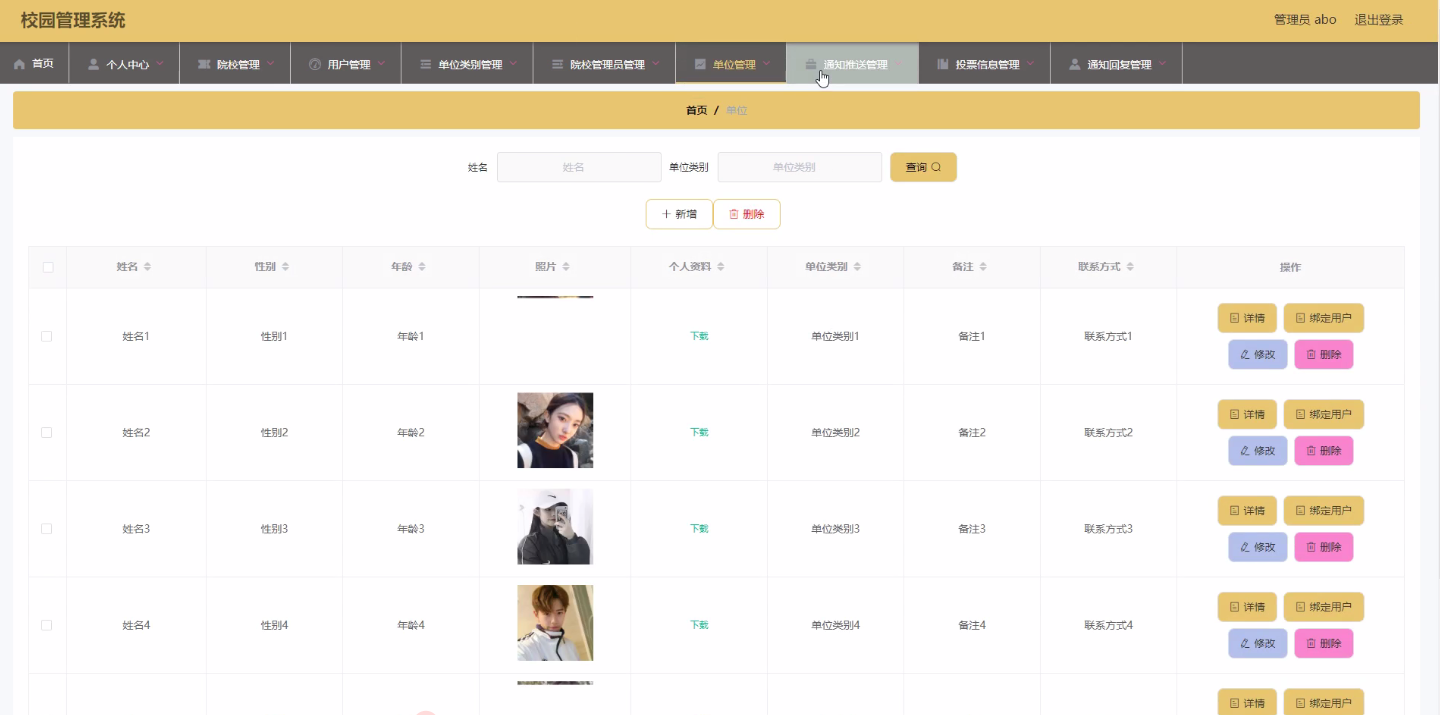 校园管理系统 管理员 abo 退出登录
首页 个人中心 院校管理 用户管理 单位类别管理 院校管理员管理 单位管理 通知推送管理 投票信息管理 通知回复管理
首页 / 单位
姓名 姓名 单位类别 单位类别 查询
新增 删除
姓名 性别 年龄 照片 个人资料 单位类别 备注 联系方式 操作
姓名1 性别1 年龄1 下载 单位类别1 备注1 联系方式1 详情 绑定用户
修改 删除
姓名2 性别2 年龄2 下载 单位类别2 备注2 联系方式2 详情 绑定用户
修改 删除
姓名3 性别3 年龄3 下载 单位类别3 备注3 联系方式3 详情 绑定用户
修改 删除
姓名4 性别4 年龄4 下载 单位类别4 备注4 联系方式4 详情 绑定用户
修改 删除
详情 绑定用户